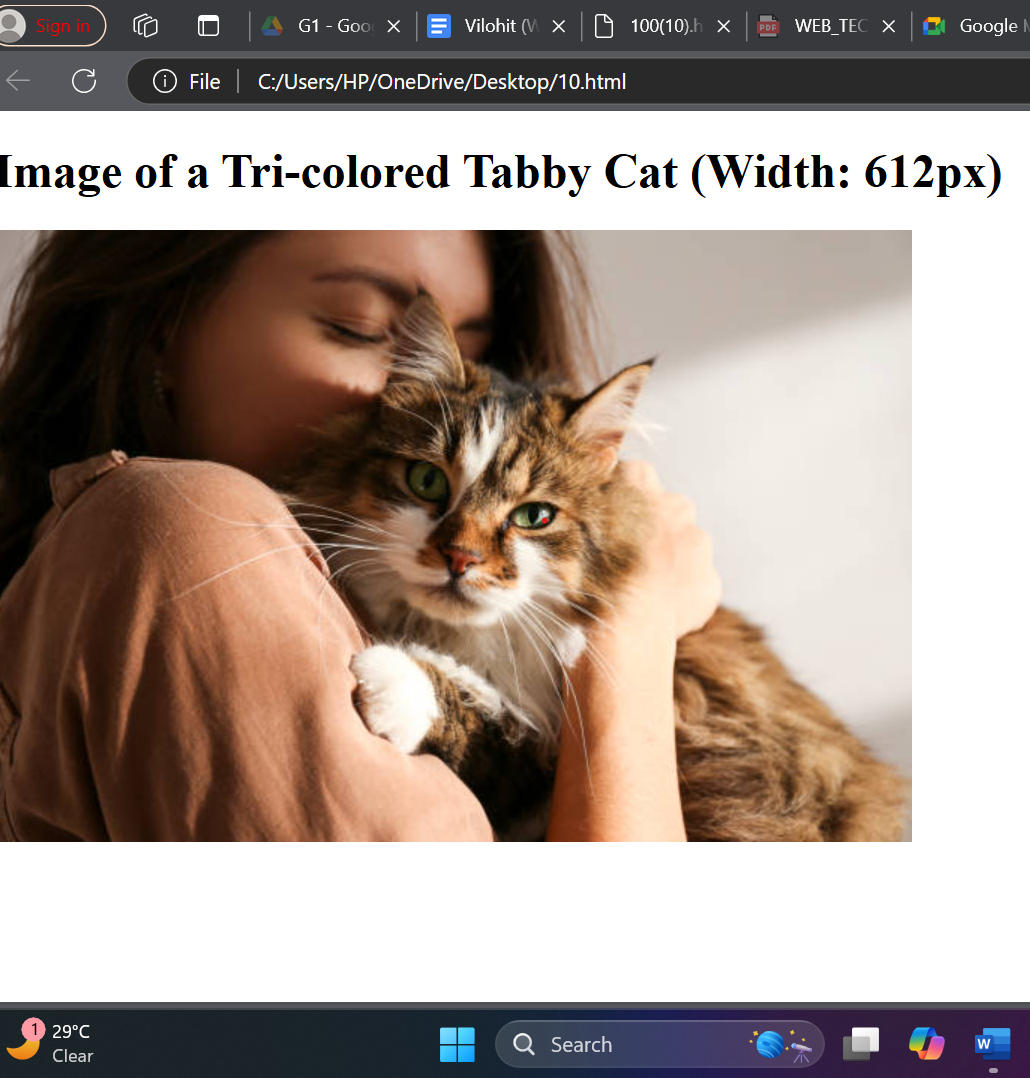 Sign in
G1 - Goo
Vilohit (W
100(10).h
WEB_TEC
Google
File
C:/Users/HP/OneDrive/Desktop/10.html
Image of a Tri-colored Tabby Cat (Width: 612px)
1
29°C
Clear
Search
W